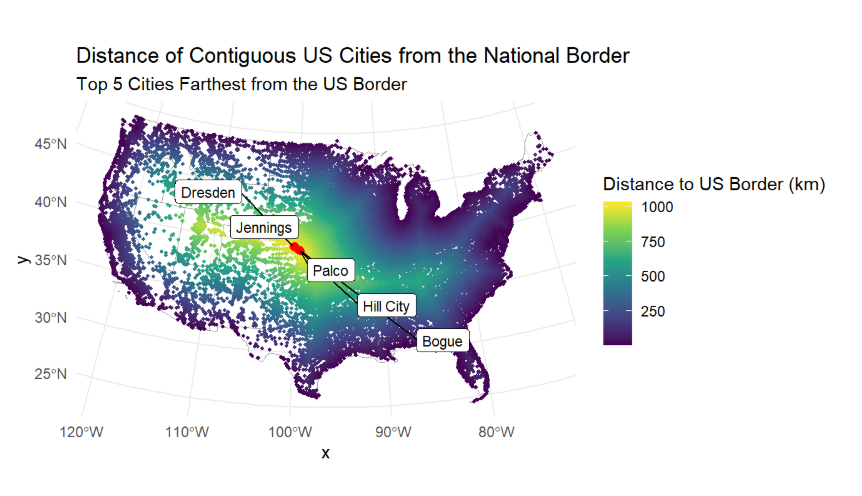 Distance of Contiguous US Cities from the National Border
Top 5 Cities Farthest from the US Border
45°N
40°N
35°N
30°N
25°N
y
Dresden
Jennings
Palco
Hill City
Bogue
120°W
110°W
100°W
90°W
80°W
x
Distance to US Border (km)
1000
750
500
250